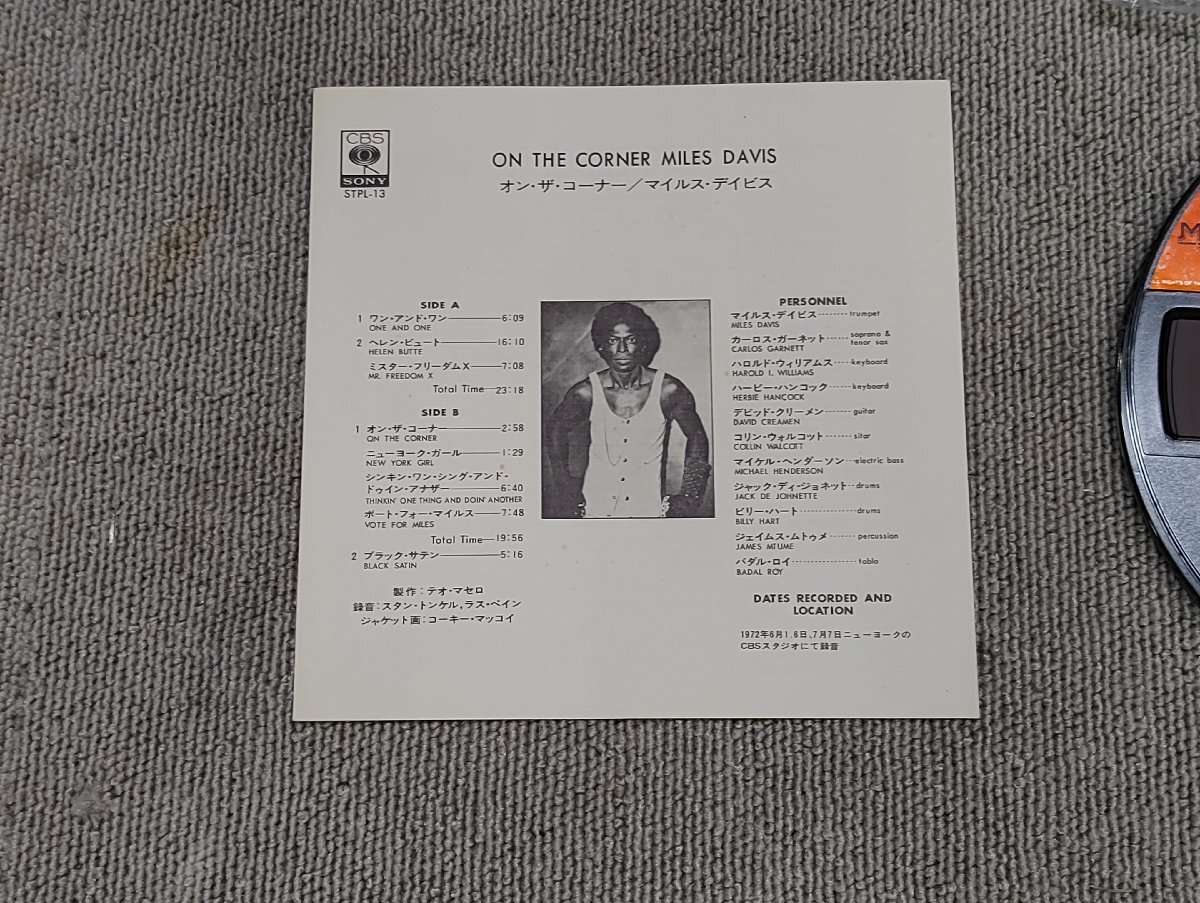 CBS
SONY
STPL-13
ON THE CORNER MILES DAVIS
オン・ザ・コーナー／マイルス・デイビス
SIDE A
1 ワン・アンド・ワン 6:09
ONE AND ONE
2 ヘレン・ビュート 16:10
HELEN BUTTE
ミスター・フリーダムX 7:08
MR. FREEDOM X
Total Time 23:18
SIDE B
1 オン・ザ・コーナー 2:58
ON THE CORNER
ニューヨーク・ガール 1:29
NEW YORK GIRL
シンキン・ワン・シング・アンド・
ドゥイン・アナザー 6:40
THINKIN' ONE THING AND DOIN' ANOTHER
ボート・フォー・マイルス 7:48
VOTE FOR MILES
Total Time 19:56
2 ブラック・サテン 5:16
BLACK SATIN
製作：テオ・マセロ
録音：スタン・トンケル,ラス・ペイン
ジャケット画：コーキー・マッコイ
PERSONNEL
マイルス・デイビス trumpet
MILES DAVIS
カーロス・ガーネット soprano & tenor sax
CARLOS GARNETT
ハロルド・ウィリアムス keyboard
HAROLD I. WILLIAMS
ハービー・ハンコック keyboard
HERBIE HANCOCK
デビッド・クリーメン guitar
DAVID CREAMEN
コリン・ウォルコット sitar
COLLIN WALCOTT
マイケル・ヘンダーソン electric bass
MICHAEL HENDERSON
ジャック・ディ・ジョネット drums
JACK DE JOHNETTE
ビリー・ハート drums
BILLY HART
ジェイムス・ムトゥメ percussion
JAMES MTUME
バダル・ロイ tabla
BADAL ROY
DATES RECORDED AND
LOCATION
1972年6月1.6日、7月7日ニューヨークの
CBSスタジオにて録音